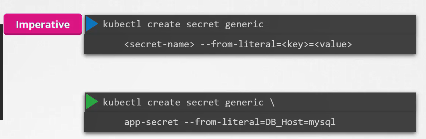 Imperative
kubectl create secret generic
<secret-name> --from-literal=<key>=<value>
kubectl create secret generic \
app-secret --from-literal=DB_Host=mysql